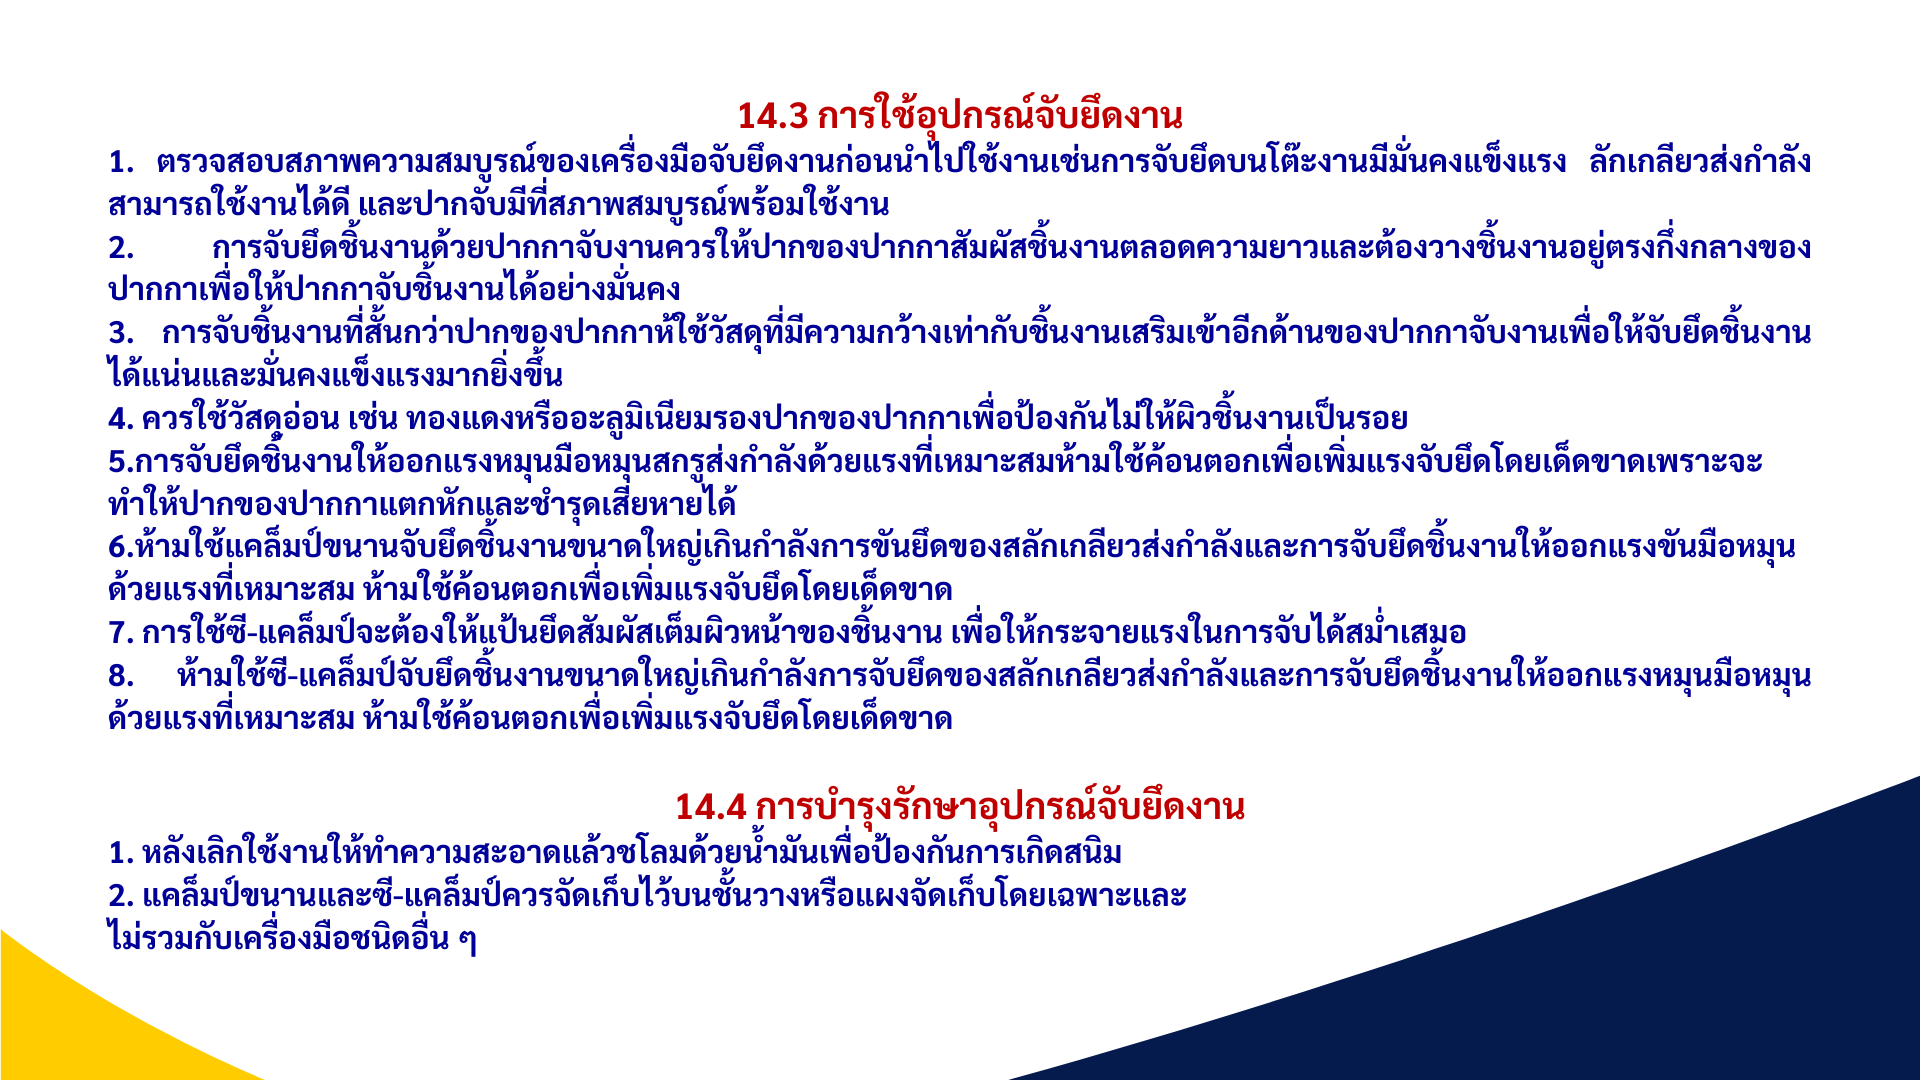 14.3 การใช้อุปกรณ์จับยึดงาน
1. ตรวจสอบสภาพความสมบูรณ์ของเครื่องมือจับยึดงานก่อนนำไปใช้งานเช่นการจับยึดบนโต๊ะงานมีมั่นคงแข็งแรง ลักเกลียวส่งกำลัง
สามารถใช้งานได้ดี และปากจับมีที่สภาพสมบูรณ์พร้อมใช้งาน
2. การจับยึดชิ้นงานด้วยปากกาจับงานควรให้ปากของปากกาสัมผัสชิ้นงานตลอดความยาวและต้องวางชิ้นงานอยู่ตรงกึ่งกลางของ
ปากกาเพื่อให้ปากกาจับชิ้นงานได้อย่างมั่นคง
3. การจับชิ้นงานที่สั้นกว่าปากของปากกาห้ใช้วัสดุที่มีความกว้างเท่ากับชิ้นงานเสริมเข้าอีกด้านของปากกาจับงานเพื่อให้จับยึดชิ้นงาน
ได้แน่นและมั่นคงแข็งแรงมากยิ่งขึ้น
4. ควรใช้วัสดุอ่อน เช่น ทองแดงหรืออะลูมิเนียมรองปากของปากกาเพื่อป้องกันไม่ให้ผิวชิ้นงานเป็นรอย
5.การจับยึดชิ้นงานให้ออกแรงหมุนมือหมุนสกรูส่งกำลังด้วยแรงที่เหมาะสมห้ามใช้ค้อนตอกเพื่อเพิ่มแรงจับยึดโดยเด็ดขาดเพราะจะ
ทำให้ปากของปากกาแตกหักและชำรุดเสียหายได้
6.ห้ามใช้แคล็มป์ขนานจับยึดชิ้นงานขนาดใหญ่เกินกำลังการขันยึดของสลักเกลียวส่งกำลังและการจับยึดชิ้นงานให้ออกแรงขันมือหมุน
ด้วยแรงที่เหมาะสม ห้ามใช้ค้อนตอกเพื่อเพิ่มแรงจับยึดโดยเด็ดขาด
7. การใช้ซี-แคล็มป์จะต้องให้แป้นยึดสัมผัสเต็มผิวหน้าของชิ้นงาน เพื่อให้กระจายแรงในการจับได้สม่ำเสมอ
8. ห้ามใช้ซี-แคล็มป์จับยึดชิ้นงานขนาดใหญ่เกินกำลังการจับยึดของสลักเกลียวส่งกำลังและการจับยึดชิ้นงานให้ออกแรงหมุนมือหมุน
ด้วยแรงที่เหมาะสม ห้ามใช้ค้อนตอกเพื่อเพิ่มแรงจับยึดโดยเด็ดขาด
14.4 การบำรุงรักษาอุปกรณ์จับยึดงาน
1. หลังเลิกใช้งานให้ทำความสะอาดแล้วชโลมด้วยน้ำมันเพื่อป้องกันการเกิดสนิม
2. แคล็มป์ขนานและซี-แคล็มป์ควรจัดเก็บไว้บนชั้นวางหรือแผงจัดเก็บโดยเฉพาะและ
ไม่รวมกับเครื่องมือชนิดอื่น ๆ